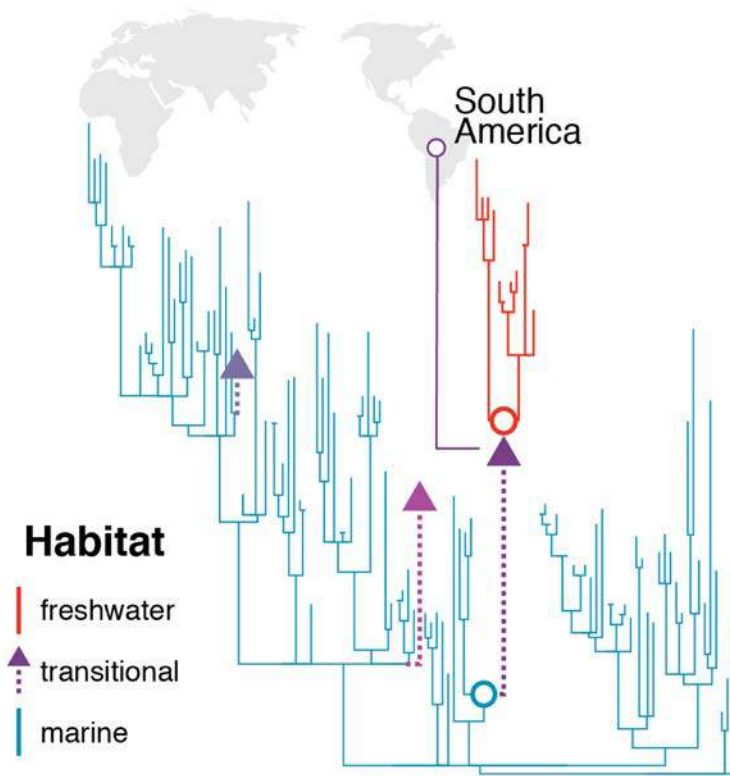 South
America
Habitat
freshwater
transitional
marine